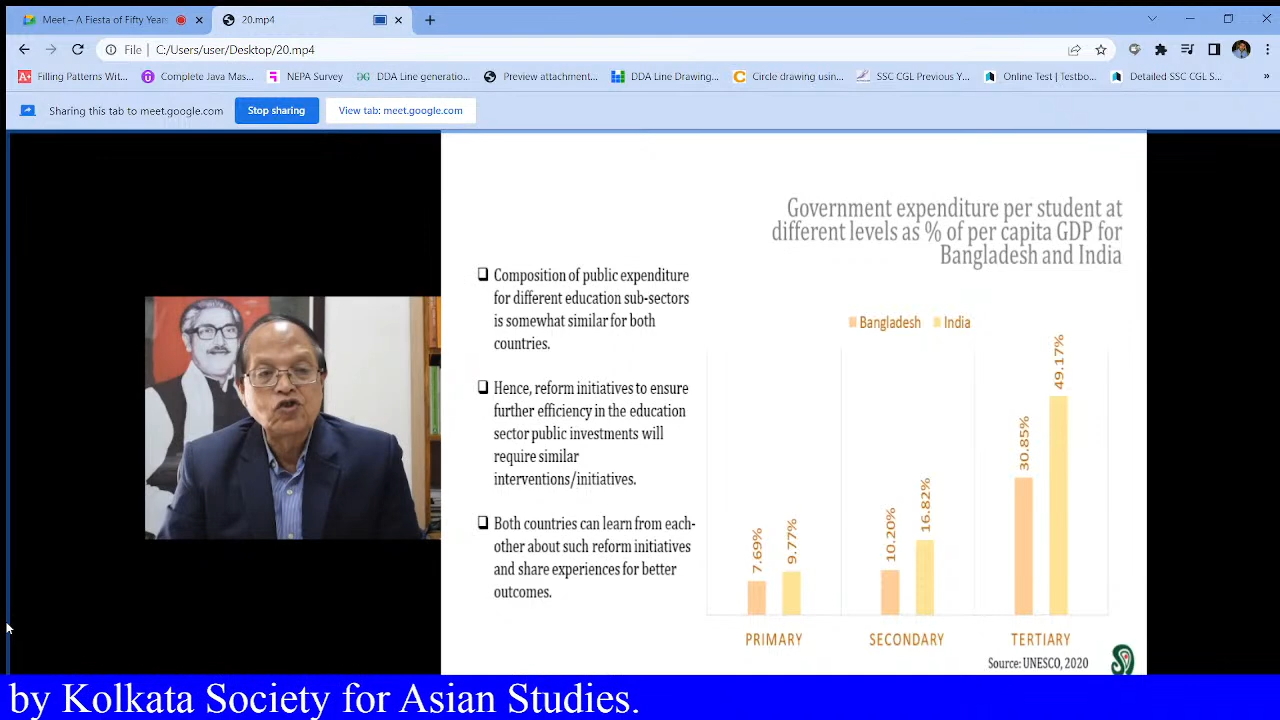 Meet – A Fiesta of Fifty Years
20.mp4
File | C:/Users/user/Desktop/20.mp4
Filling Patterns Wit...
Complete Java Mas...
NEPA Survey
DDA Line generatio...
Preview attachment...
DDA Line Drawing...
Circle drawing usin...
SSC CGL Previous Y...
Online Test | Testbo...
Detailed SSC CGL S...
»
Sharing this tab to meet.google.com
Stop sharing
View tab: meet.google.com
Government expenditure per student at
different levels as % of per capita GDP for
Bangladesh and India
Composition of public expenditure
for different education sub-sectors
is somewhat similar for both
countries.
Hence, reform initiatives to ensure
further efficiency in the education
sector public investments will
require similar
interventions/initiatives.
Both countries can learn from each-
other about such reform initiatives
and share experiences for better
outcomes.
Bangladesh India
7.69%
9.77%
10.20%
16.82%
30.85%
49.17%
PRIMARY SECONDARY TERTIARY
Source: UNESCO, 2020
by Kolkata Society for Asian Studies.